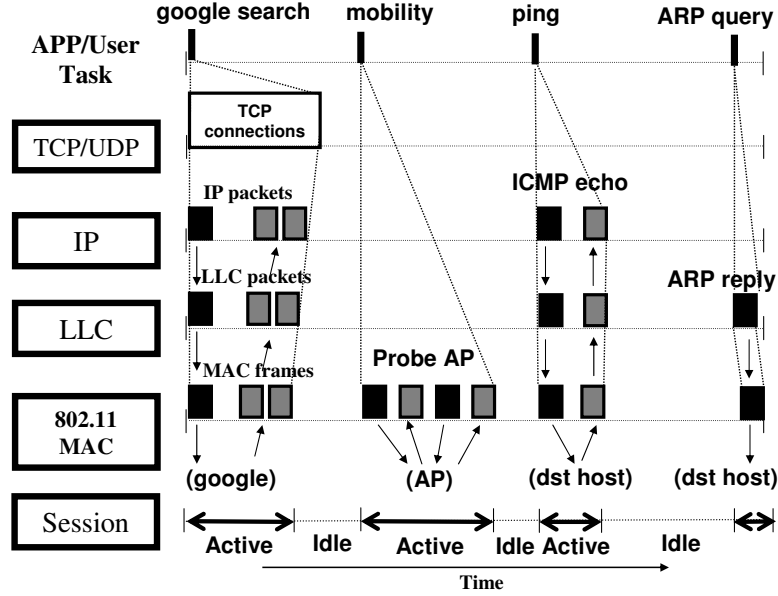 google search mobility ping ARP query
APP/User
Task
TCP
connections
TCP/UDP
IP packets ICMP echo
IP
LLC packets ARP reply
LLC
MAC frames Probe AP
802.11
MAC
(google) (AP) (dst host) (dst host)
Session
Active Idle Active Idle Active Idle
Time